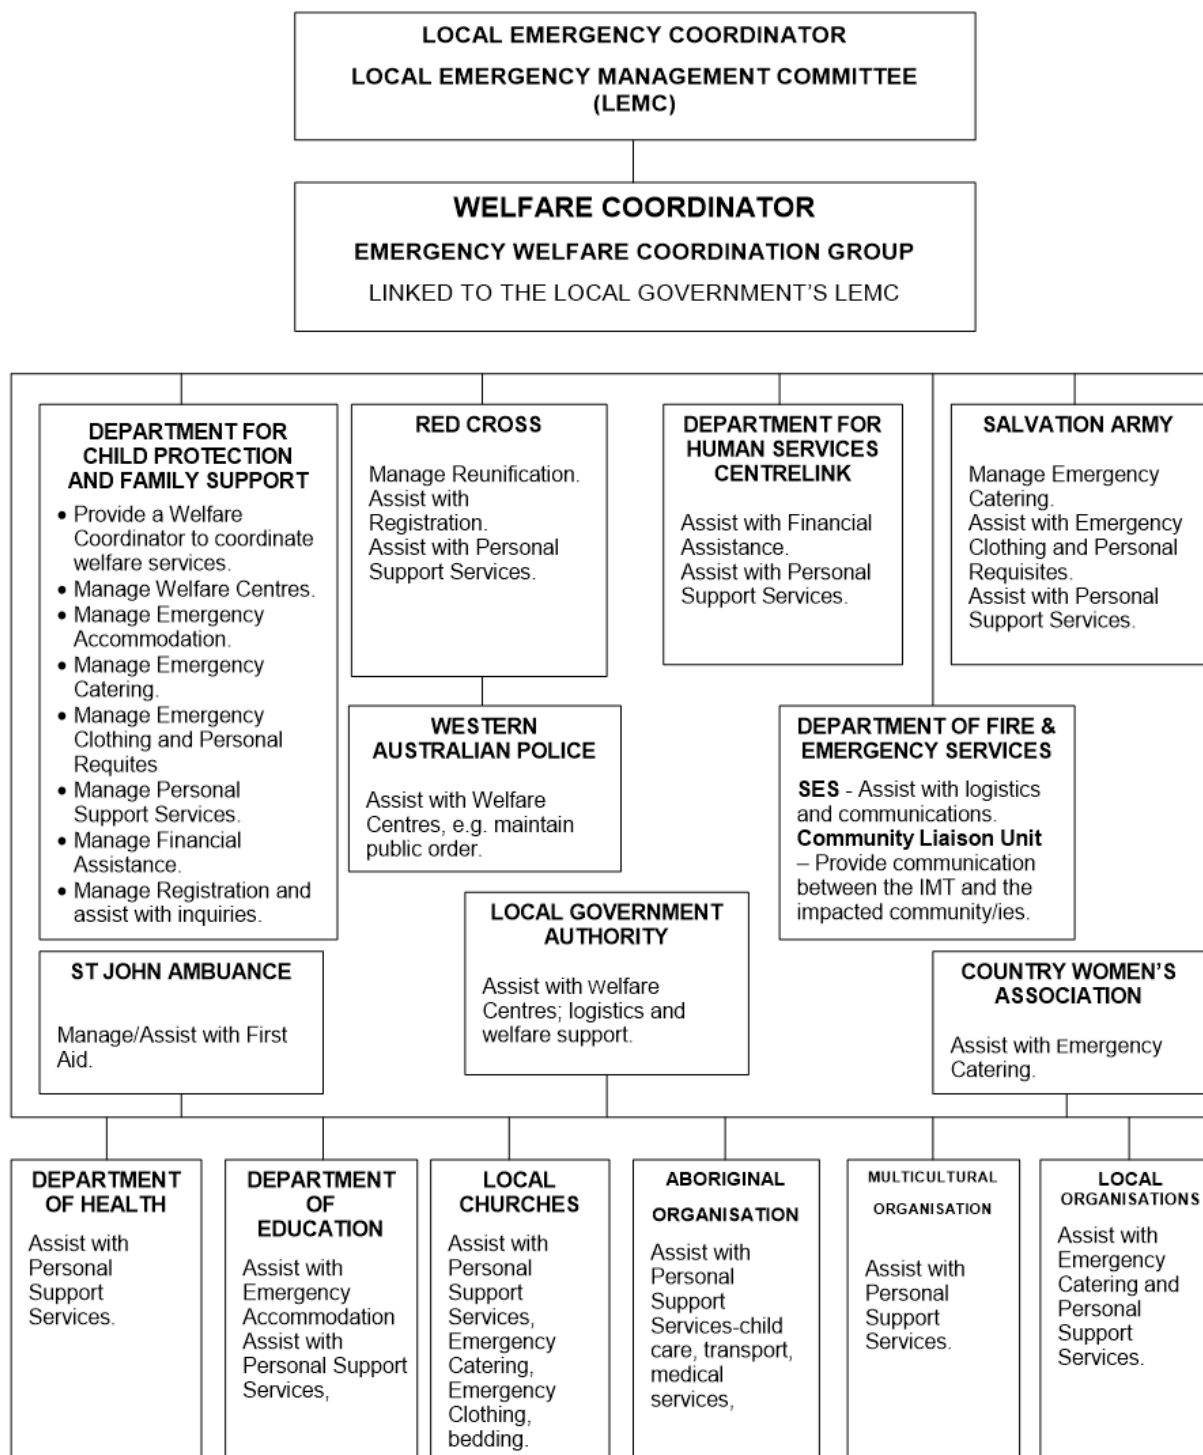 LOCAL EMERGENCY COORDINATOR
LOCAL EMERGENCY MANAGEMENT COMMITTEE
(LEMC)
WELFARE COORDINATOR
EMERGENCY WELFARE COORDINATION GROUP
LINKED TO THE LOCAL GOVERNMENT'S LEMC
DEPARTMENT FOR
CHILD PROTECTION
AND FAMILY SUPPORT
• Provide a Welfare
Coordinator to coordinate
welfare services.
• Manage Welfare Centres.
• Manage Emergency
Accommodation.
• Manage Emergency
Catering.
• Manage Emergency
Clothing and Personal
Requites
• Manage Personal
Support Services.
• Manage Financial
Assistance.
• Manage Registration and
assist with inquiries.
RED CROSS
Manage Reunification.
Assist with
Registration.
Assist with Personal
Support Services.
DEPARTMENT FOR
HUMAN SERVICES
CENTRELINK
Assist with Financial
Assistance.
Assist with Personal
Support Services.
SALVATION ARMY
Manage Emergency
Catering.
Assist with Emergency
Clothing and Personal
Requisites.
Assist with Personal
Support Services.
WESTERN
AUSTRALIAN POLICE
Assist with Welfare
Centres, e.g. maintain
public order.
DEPARTMENT OF FIRE &
EMERGENCY SERVICES
SES - Assist with logistics
and communications.
Community Liaison Unit
– Provide communication
between the IMT and the
impacted community/ies.
LOCAL GOVERNMENT
AUTHORITY
Assist with Welfare
Centres; logistics and
welfare support.
ST JOHN AMBUANCE
Manage/Assist with First
Aid.
COUNTRY WOMEN'S
ASSOCIATION
Assist with Emergency
Catering.
DEPARTMENT
OF HEALTH
Assist with
Personal
Support
Services.
DEPARTMENT
OF
EDUCATION
Assist with
Emergency
Accommodation
Assist with
Personal Support
Services,
LOCAL
CHURCHES
Assist with
Personal
Support
Services,
Emergency
Catering,
Emergency
Clothing,
bedding.
ABORIGINAL
ORGANISATION
Assist with
Personal
Support
Services-child
care, transport,
medical
services,
MULTICULTURAL
ORGANISATION
Assist with
Personal
Support
Services.
LOCAL
ORGANISATIONS
Assist with
Emergency
Catering and
Personal
Support
Services.